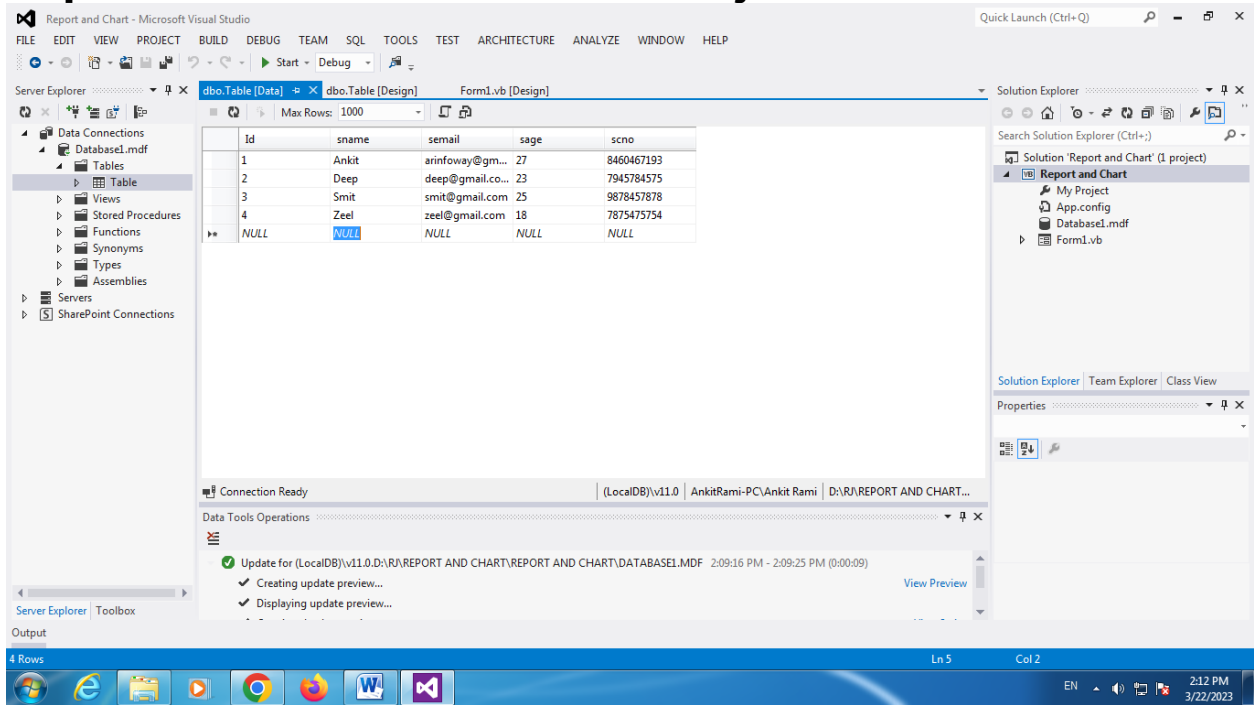 Report and Chart - Microsoft Visual Studio
Quick Launch (Ctrl+Q)
FILE EDIT VIEW PROJECT BUILD DEBUG TEAM SQL TOOLS TEST ARCHITECTURE ANALYZE WINDOW HELP
Start - Debug
Server Explorer
dbo.Table [Data] dbo.Table [Design] Form1.vb [Design]
Solution Explorer
Max Rows: 1000
Data Connections
Database1.mdf
Tables
Table
Views
Stored Procedures
Functions
Synonyms
Types
Assemblies
Servers
SharePoint Connections
Id sname semail sage scno
1 Ankit arinfoway@gm... 27 8460467193
2 Deep deep@gmail.co... 23 7945784575
3 Smit smit@gmail.com 25 9878457878
4 Zeel zeel@gmail.com 18 7875475754
NULL NULL NULL NULL NULL
Search Solution Explorer (Ctrl+;)
Solution 'Report and Chart' (1 project)
VB Report and Chart
My Project
App.config
Database1.mdf
Form1.vb
Solution Explorer Team Explorer Class View
Properties
Connection Ready (LocalDB)\v11.0 AnkitRami-PC\Ankit Rami D:\RJ\REPORT AND CHART...
Data Tools Operations
Update for (LocalDB)\v11.0.D:\RJ\REPORT AND CHART\REPORT AND CHART\DATABASE1.MDF 2:09:16 PM - 2:09:25 PM (0:00:09)
Creating update preview... View Preview
Displaying update preview...
Server Explorer Toolbox
Output
4 Rows Ln 5 Col 2
EN 2:12 PM
3/22/2023